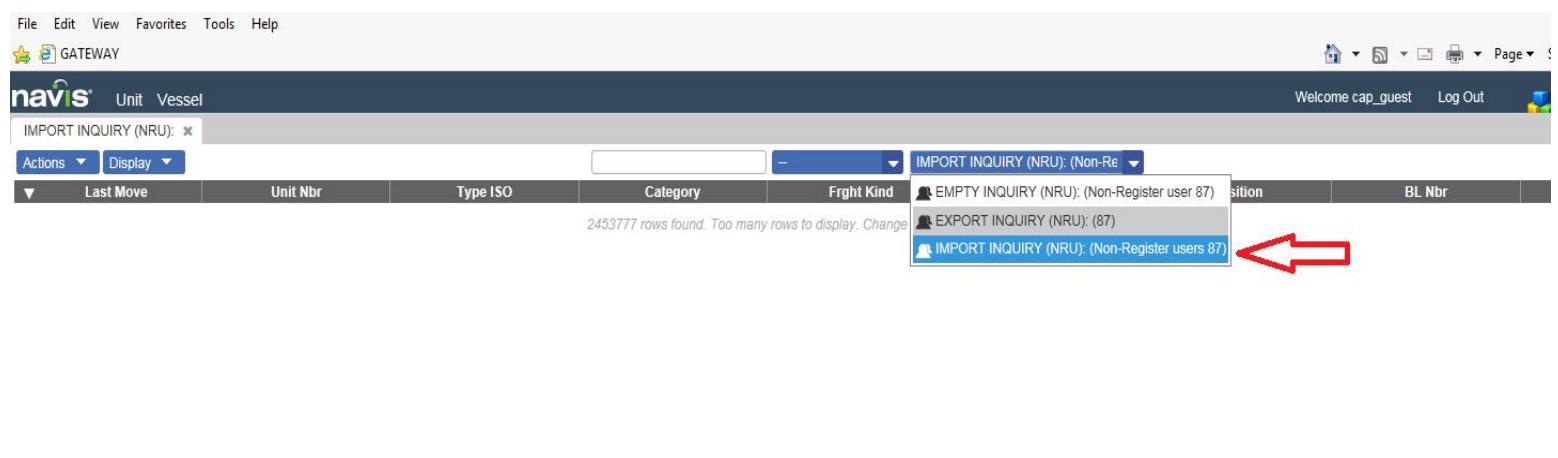 File Edit View Favorites Tools Help
GATEWAY Page
navis Unit Vessel Welcome cap_guest Log Out
IMPORT INQUIRY (NRU): ×
Actions Display -- IMPORT INQUIRY (NRU): (Non-Re
Last Move Unit Nbr Type ISO Category Frght Kind sition BL Nbr
EMPTY INQUIRY (NRU): (Non-Register user 87)
2453777 rows found. Too many rows to display. Change
EXPORT INQUIRY (NRU): (87)
IMPORT INQUIRY (NRU): (Non-Register users 87)